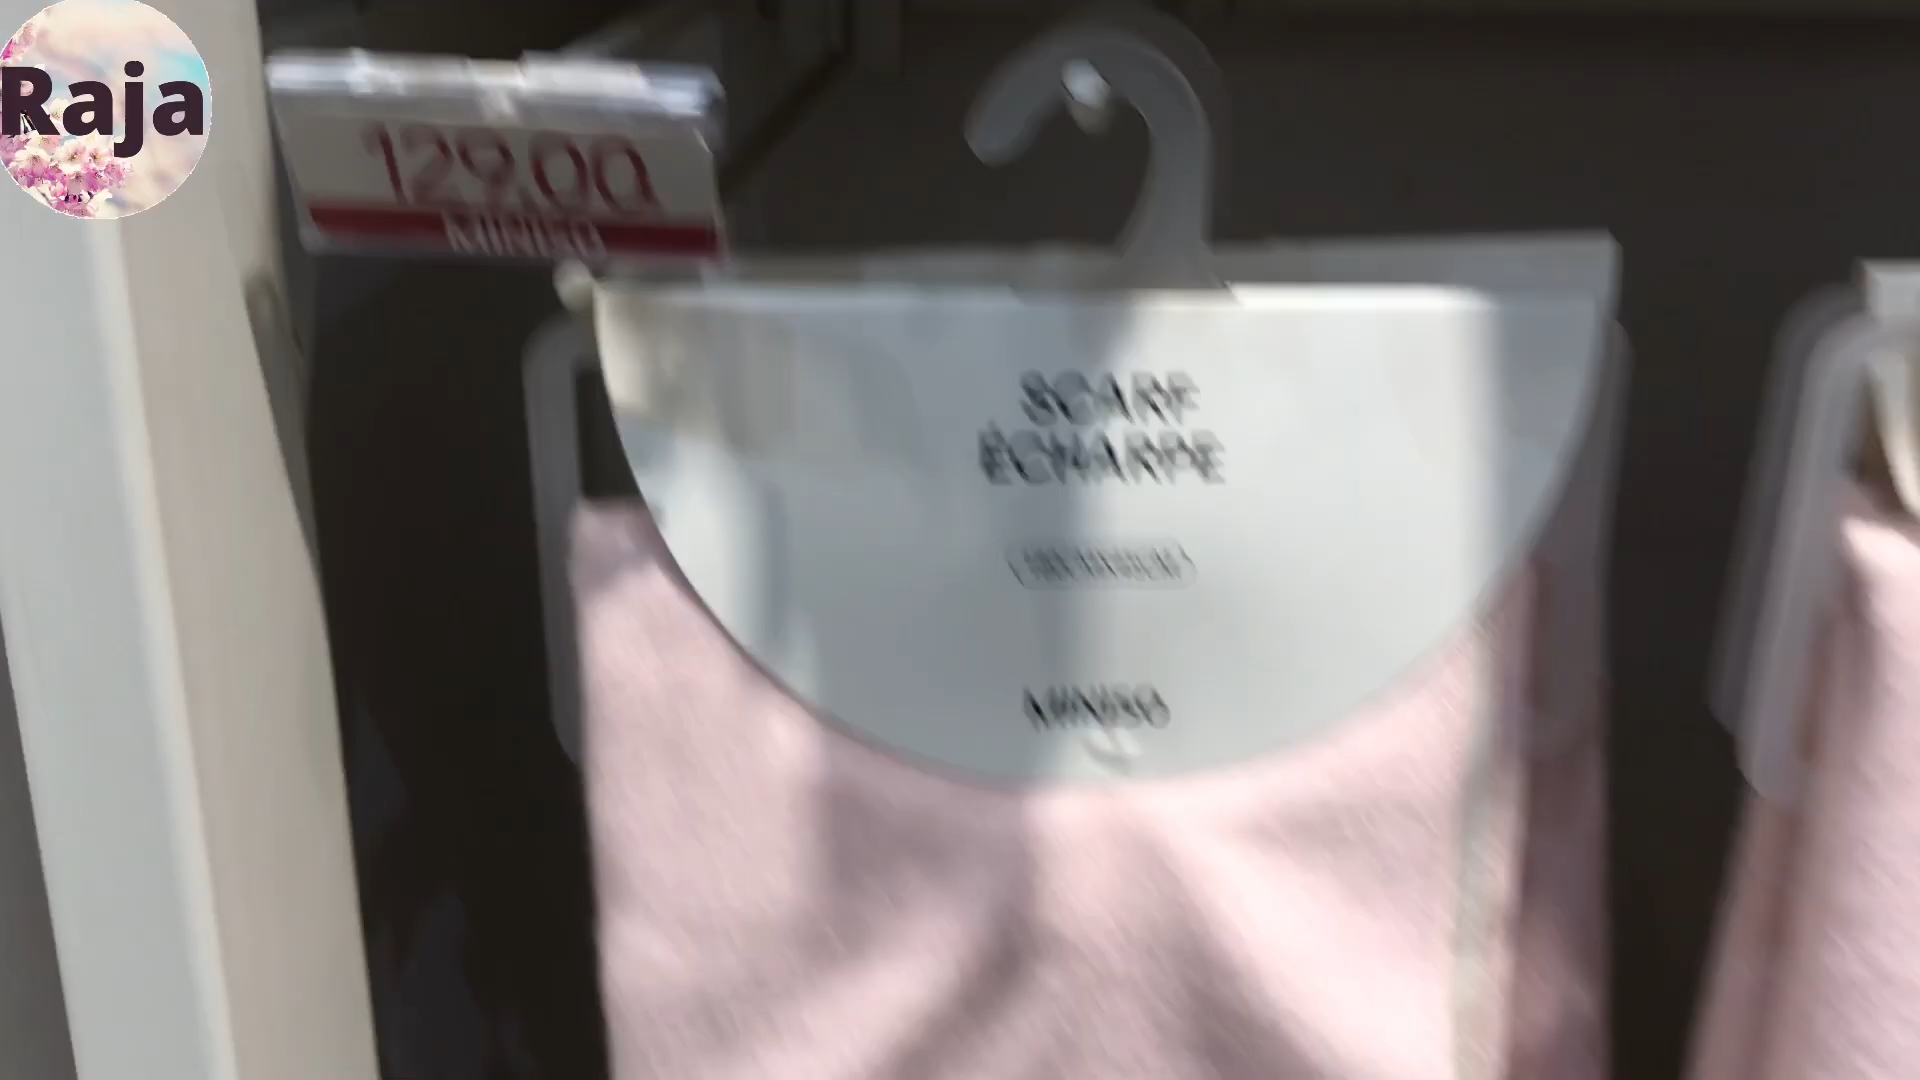 Raja
129.00
MINISO
SCARF
ÉCHARPE
MINISO